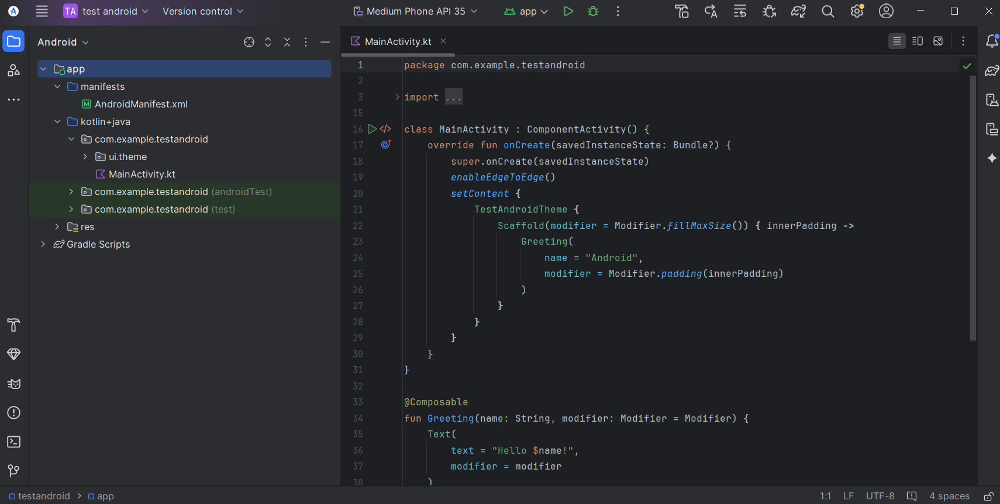 TA test android Version control Medium Phone API 35 app
Android
MainActivity.kt
app
manifests
AndroidManifest.xml
kotlin+java
com.example.testandroid
ui.theme
MainActivity.kt
com.example.testandroid (androidTest)
com.example.testandroid (test)
res
Gradle Scripts
1 package com.example.testandroid
2
3 import ...
15
16 class MainActivity : ComponentActivity() {
17 override fun onCreate(savedInstanceState: Bundle?) {
18 super.onCreate(savedInstanceState)
19 enableEdgeToEdge()
20 setContent {
21 TestAndroidTheme {
22 Scaffold(modifier = Modifier.fillMaxSize()) { innerPadding ->
23 Greeting(
24 name = "Android",
25 modifier = Modifier.padding(innerPadding)
26 )
27 }
28 }
29 }
30 }
31 }
32
33 @Composable
34 fun Greeting(name: String, modifier: Modifier = Modifier) {
35 Text(
36 text = "Hello $name!",
37 modifier = modifier
38 )
testandroid > app 1:1 LF UTF-8 4 spaces